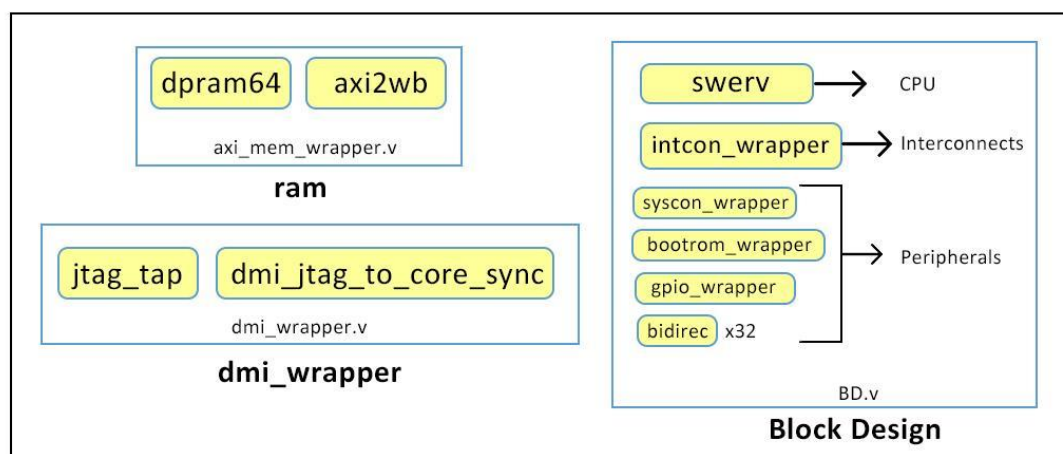 dpram64 axi2wb
axi_mem_wrapper.v
ram
jtag_tap dmi_jtag_to_core_sync
dmi_wrapper.v
dmi_wrapper
swerv CPU
intcon_wrapper Interconnects
syscon_wrapper
bootrom_wrapper
gpio_wrapper
bidirec x32
Peripherals
BD.v
Block Design